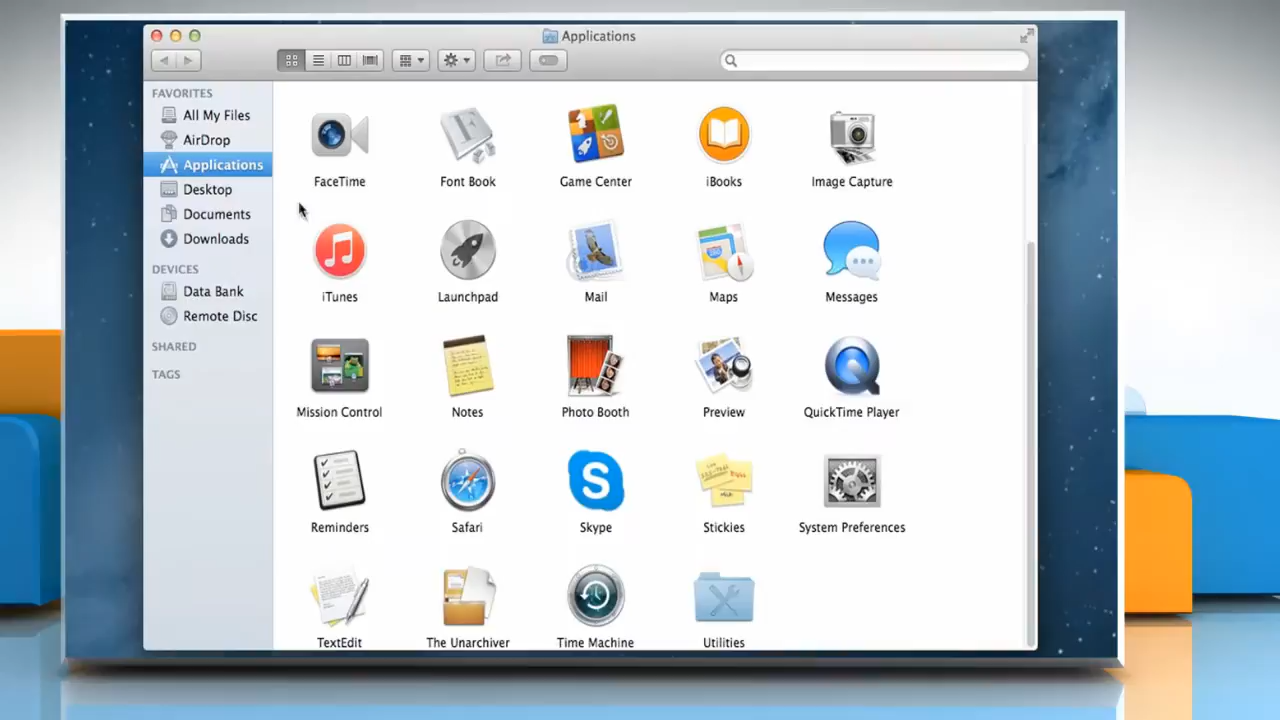 Applications
FAVORITES
All My Files
AirDrop
Applications
Desktop
Documents
Downloads
DEVICES
Data Bank
Remote Disc
SHARED
TAGS
FaceTime
Font Book
Game Center
iBooks
Image Capture
iTunes
Launchpad
Mail
Maps
Messages
Mission Control
Notes
Photo Booth
Preview
QuickTime Player
Reminders
Safari
Skype
Stickies
System Preferences
TextEdit
The Unarchiver
Time Machine
Utilities